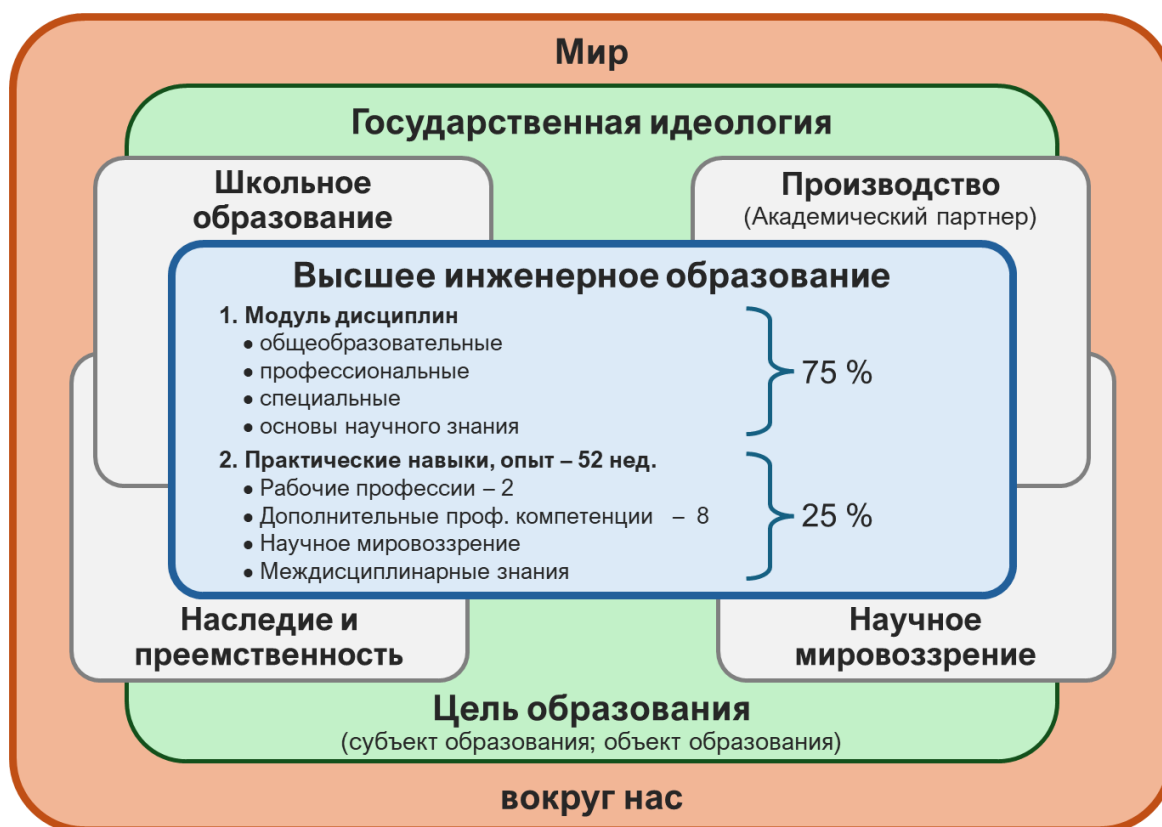 Мир
Государственная идеология
Школьное
образование
Производство
(Академический партнер)
Высшее инженерное образование
1. Модуль дисциплин
• общеобразовательные
• профессиональные
• специальные
• основы научного знания
75 %
2. Практические навыки, опыт – 52 нед.
• Рабочие профессии – 2
• Дополнительные проф. компетенции – 8
• Научное мировоззрение
• Междисциплинарные знания
25 %
Наследие и
преемственность
Научное
мировоззрение
Цель образования
(субъект образования; объект образования)
вокруг нас